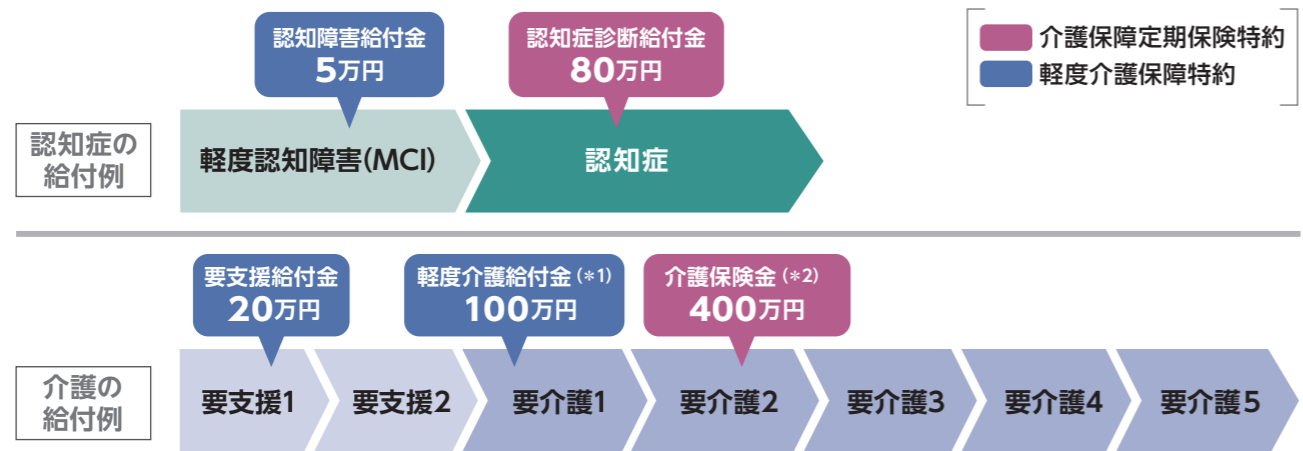 認知障害給付金
5万円
認知症診断給付金
80万円
介護保障定期保険特約
軽度介護保障特約
認知症の
給付例
軽度認知障害(MCI)
認知症
要支援給付金
20万円
軽度介護給付金(*1)
100万円
介護保険金(*2)
400万円
介護の
給付例
要支援1
要支援2
要介護1
要介護2
要介護3
要介護4
要介護5